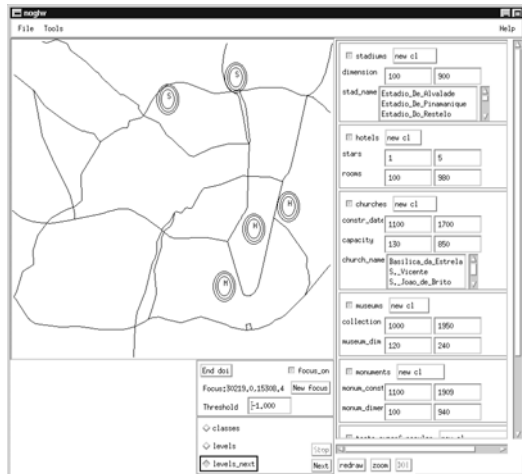 noghw
File Tools Help
S
S
H
H
H
stadiums new cl
dimension 100 900
stad_name Estadio_De_Alvalade
Estadio_De_Pinamanique
Estadio_Do_Restelo
hotels new cl
stars 1 5
rooms 100 980
churches new cl
constr_date 1100 1700
capacity 130 850
church_name Basilica_da_Estrela
S._Vicente
S._Joao_de_Brito
museums new cl
collection 1000 1950
museum_dim 120 240
monuments new cl
monum_const 1100 1909
monum_dimer 100 940
End doi focus_on
Focus:30219.0,15308.4 New focus
Threshold -1.000
classes
levels
levels_next
Stop
Next redraw zoom DOI